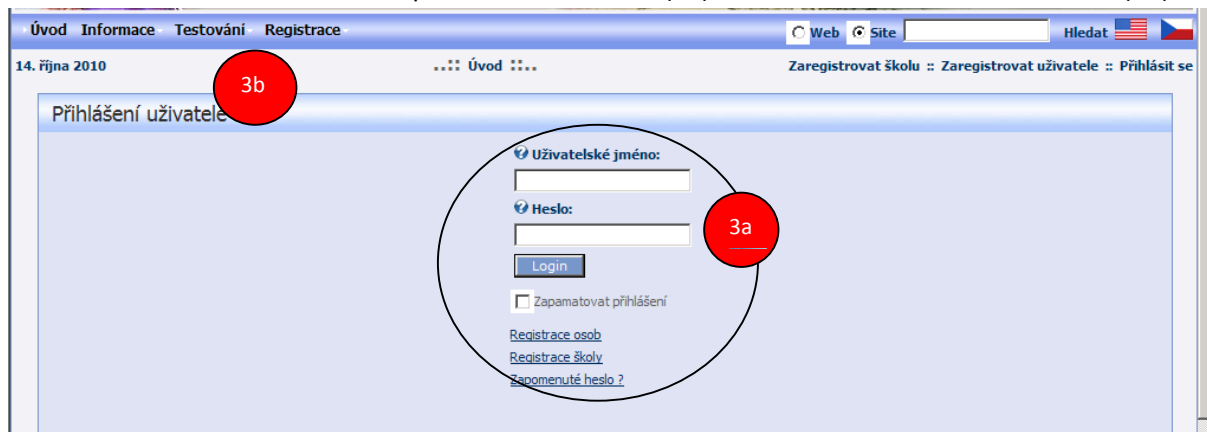 Úvod Informace Testování Registrace Web Site Hledat
14. října 2010 ..:: Úvod ::.. Zaregistrovat školu :: Zaregistrovat uživatele :: Přihlásit se
3b
Přihlášení uživatele
Uživatelské jméno:
Heslo:
3a
Login
Zapamatovat přihlášení
Registrace osob
Registrace školy
Zapomenuté heslo ?